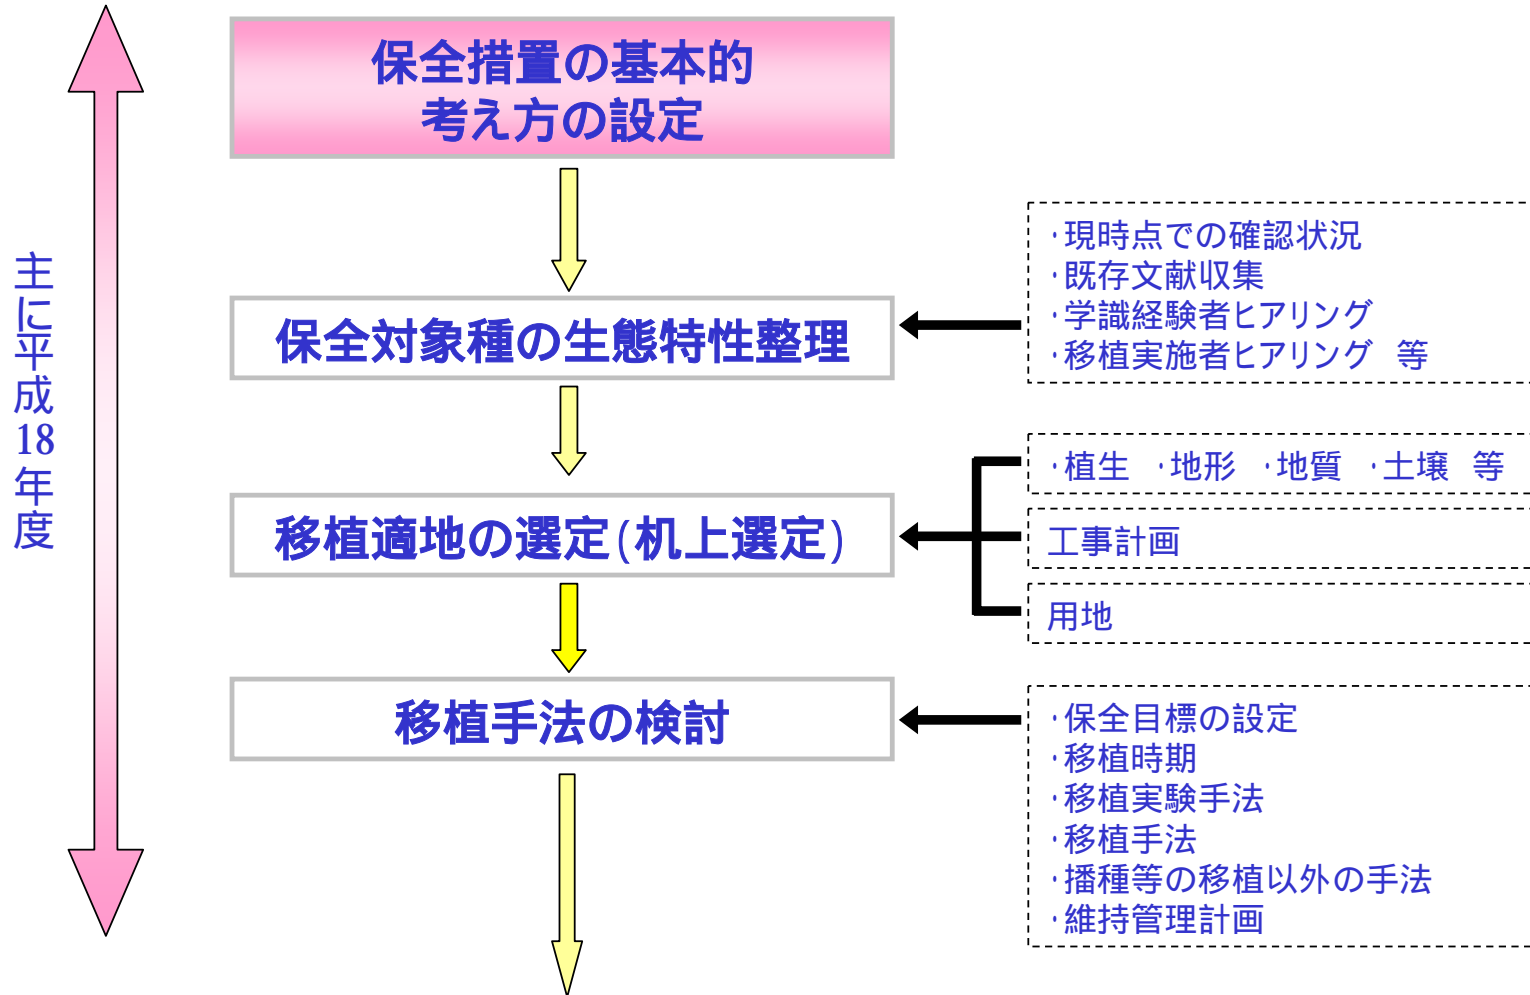 保全措置の基本的
考え方の設定
主に平成18年度
・現時点での確認状況
・既存文献収集
・学識経験者ヒアリング
・移植実施者ヒアリング 等
保全対象種の生態特性整理
・植生 ・地形 ・地質 ・土壌 等
移植適地の選定(机上選定)
工事計画
用地
移植手法の検討
・保全目標の設定
・移植時期
・移植実験手法
・移植手法
・播種等の移植以外の手法
・維持管理計画